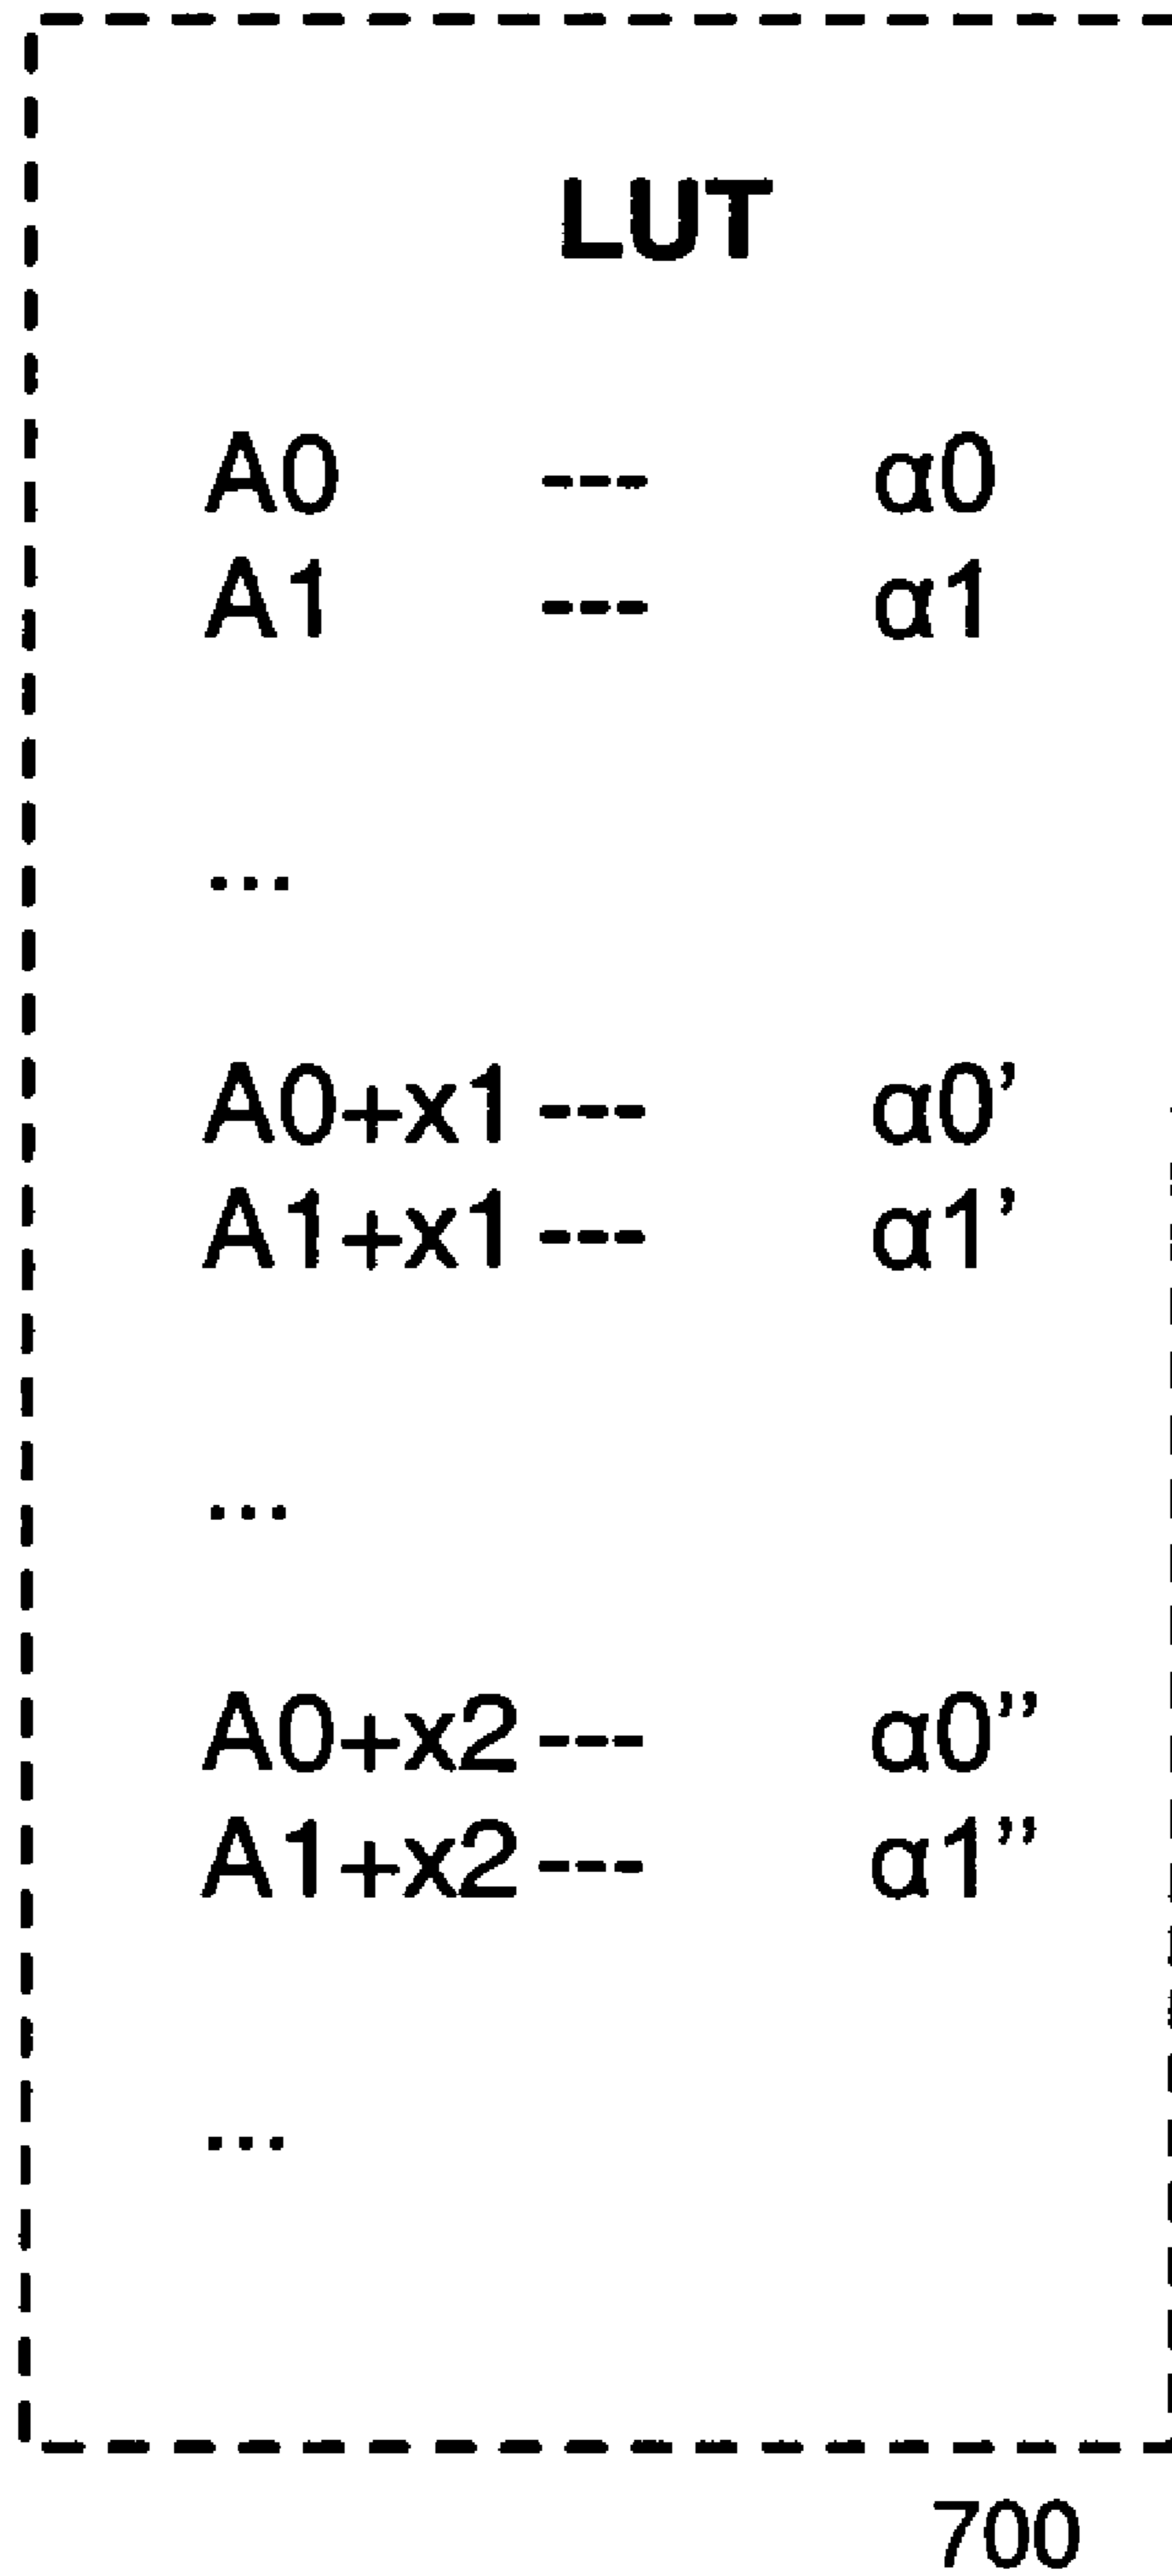 LUT
A0 --- α0
A1 --- α1
...
A0+x1 --- α0’
A1+x1 --- α1’
...
A0+x2 --- α0”
A1+x2 --- α1”
...
700